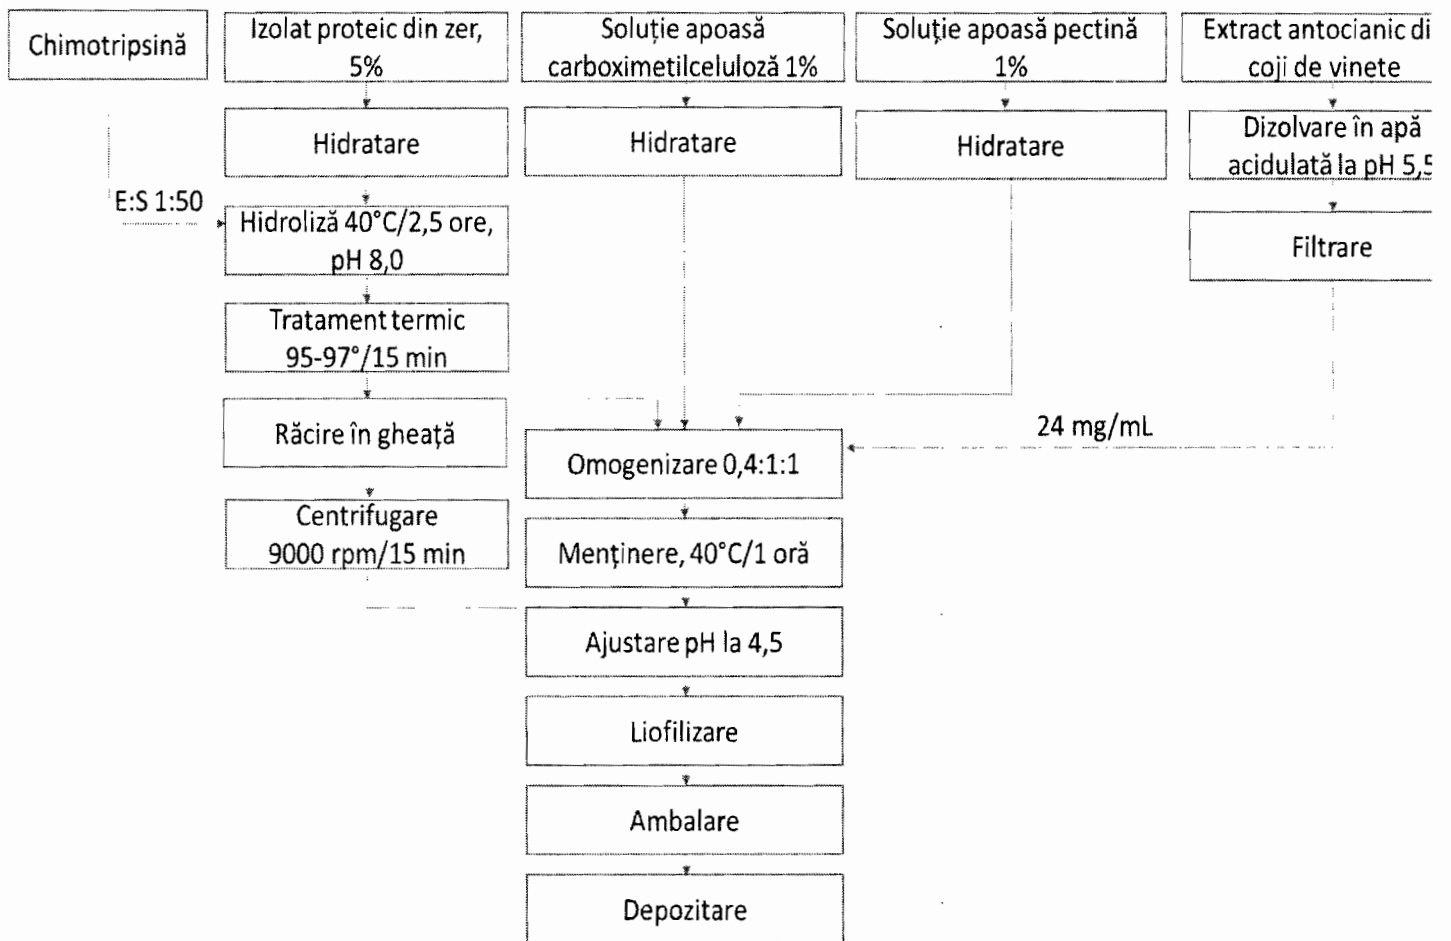 Chimotripsină
Izolat proteic din zer,
5%
Soluție apoasă
carboximetilceluloză 1%
Soluție apoasă pectină
1%
Extract antocianic di
coji de vinete
Hidratare
Hidratare
Hidratare
Dizolvare în apă
acidulată la pH 5,5
E:S 1:50
Hidroliză 40°C/2,5 ore,
pH 8,0
Filtrare
Tratament termic
95-97°/15 min
Răcire în gheață
24 mg/mL
Omogenizare 0,4:1:1
Centrifugare
9000 rpm/15 min
Menținere, 40°C/1 oră
Ajustare pH la 4,5
Liofilizare
Ambalare
Depozitare